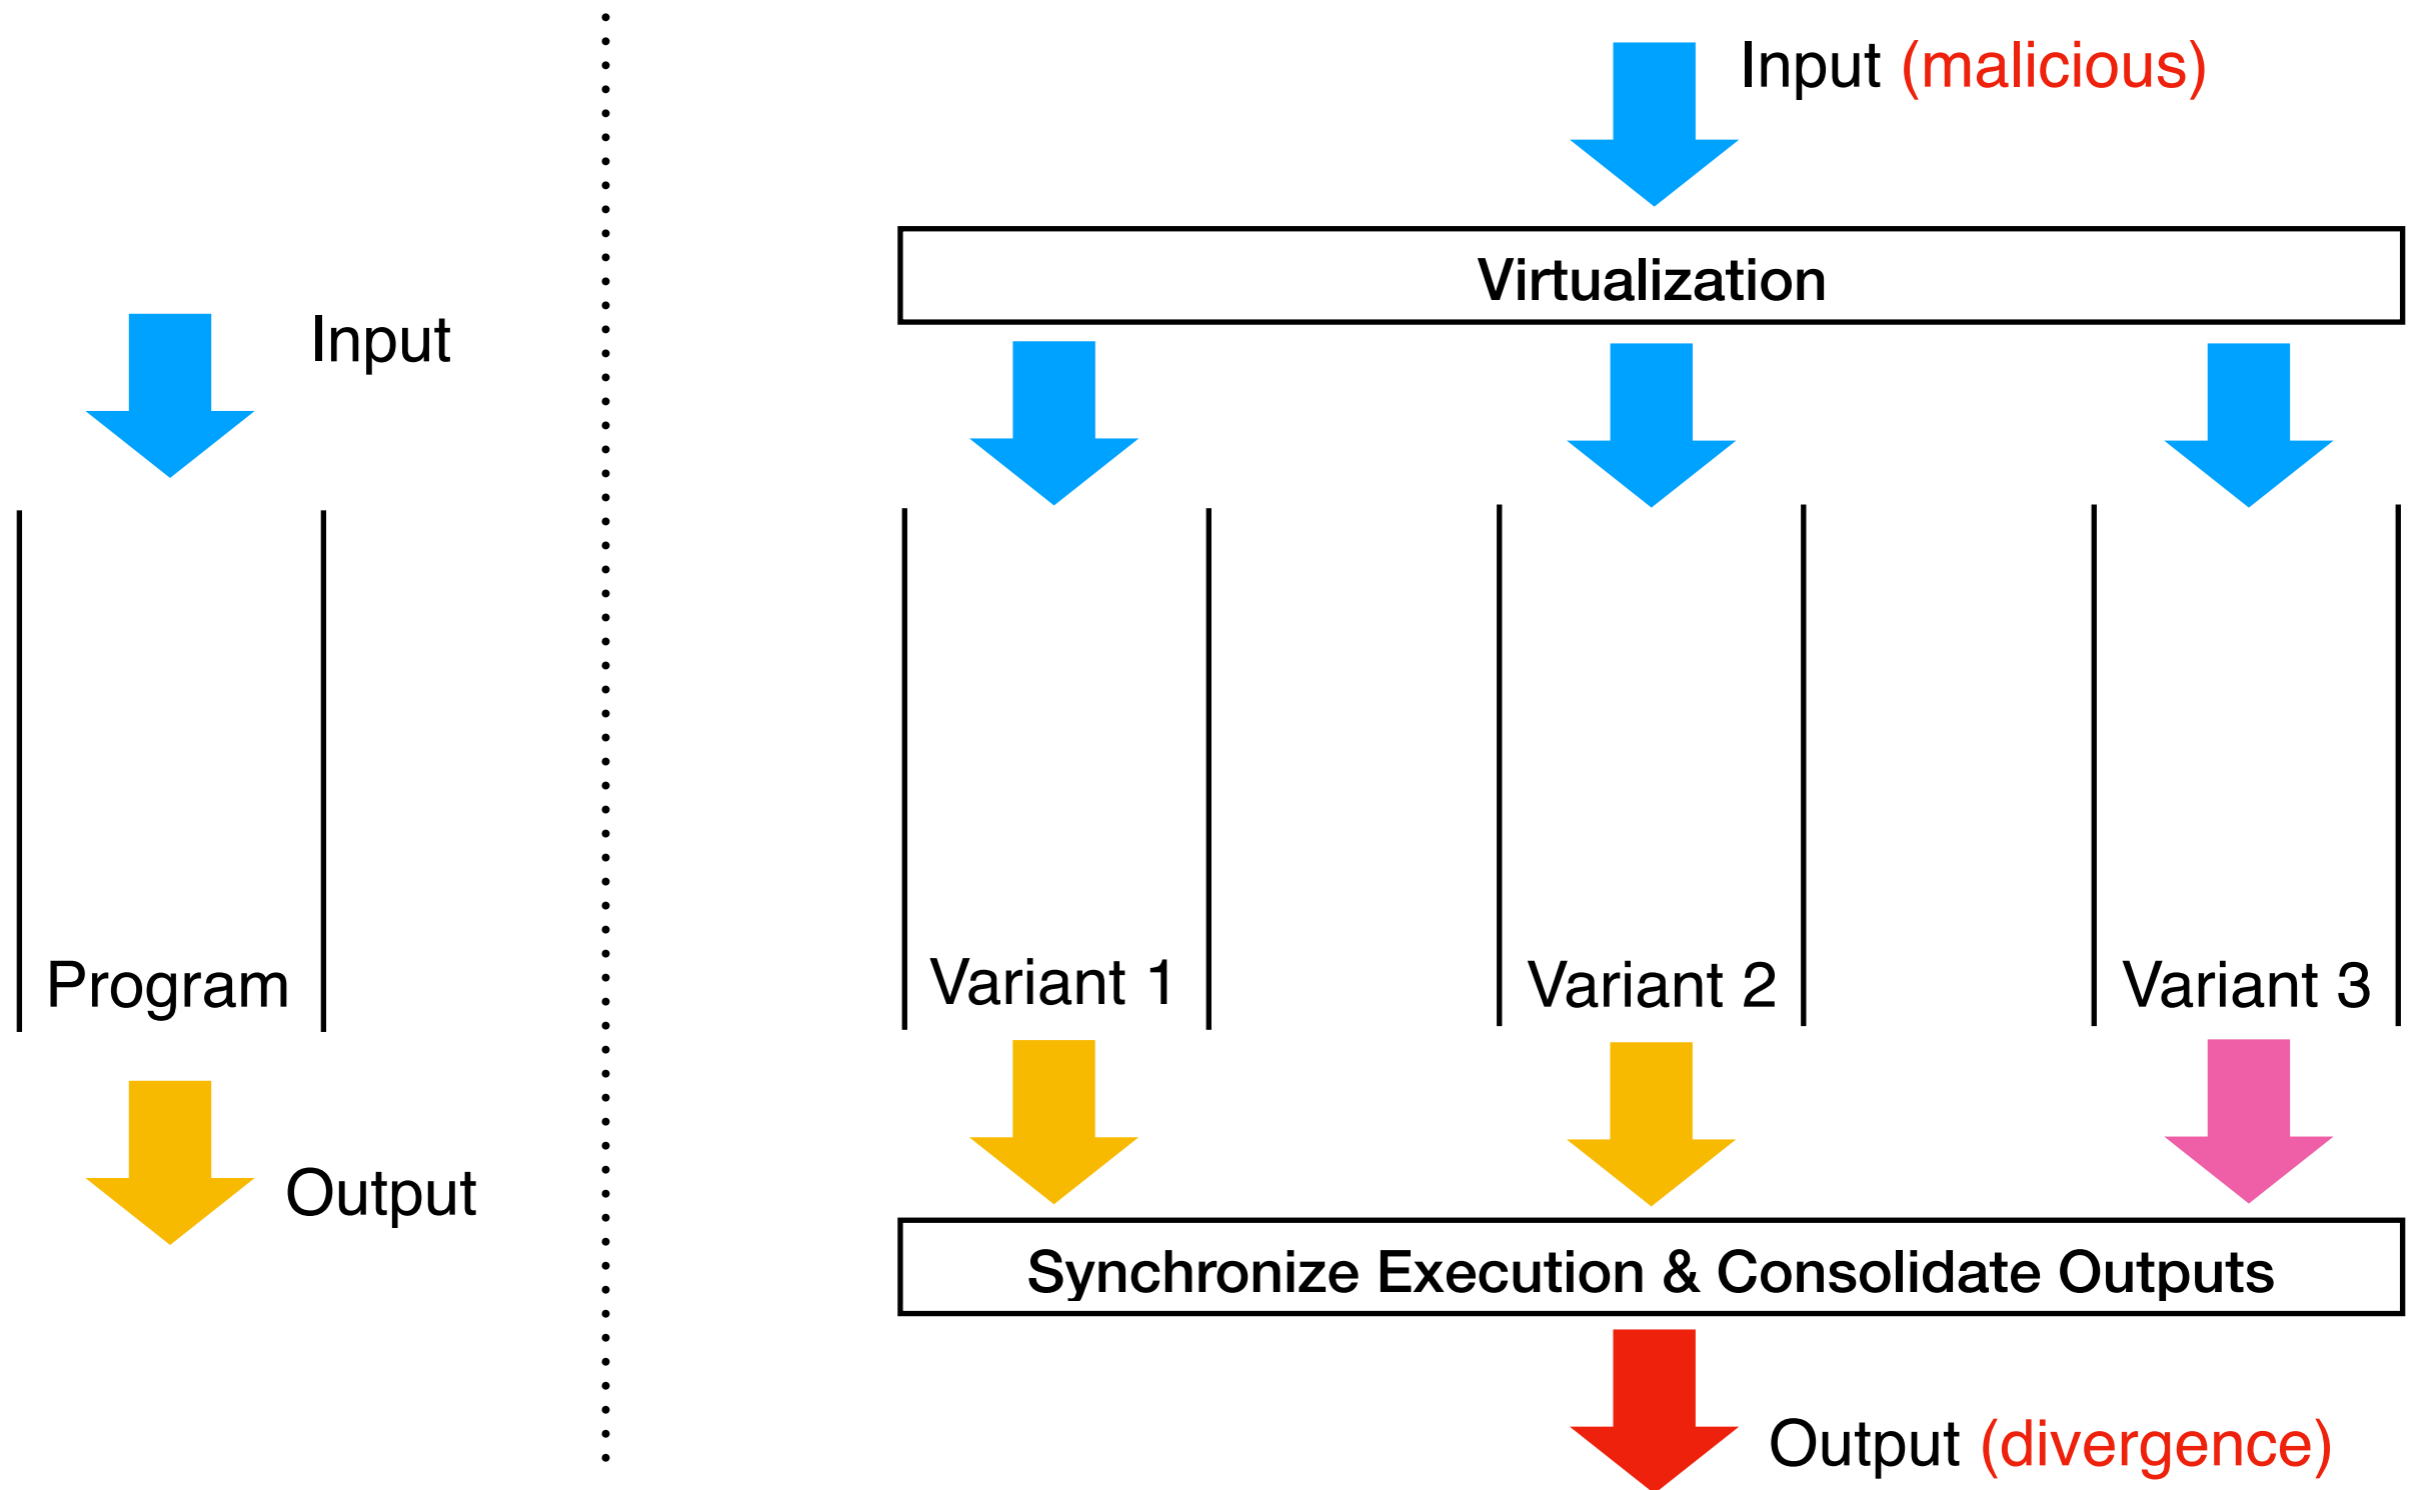 Input
Program
Output
Input (malicious)
Virtualization
Variant 1
Variant 2
Variant 3
Synchronize Execution & Consolidate Outputs
Output (divergence)